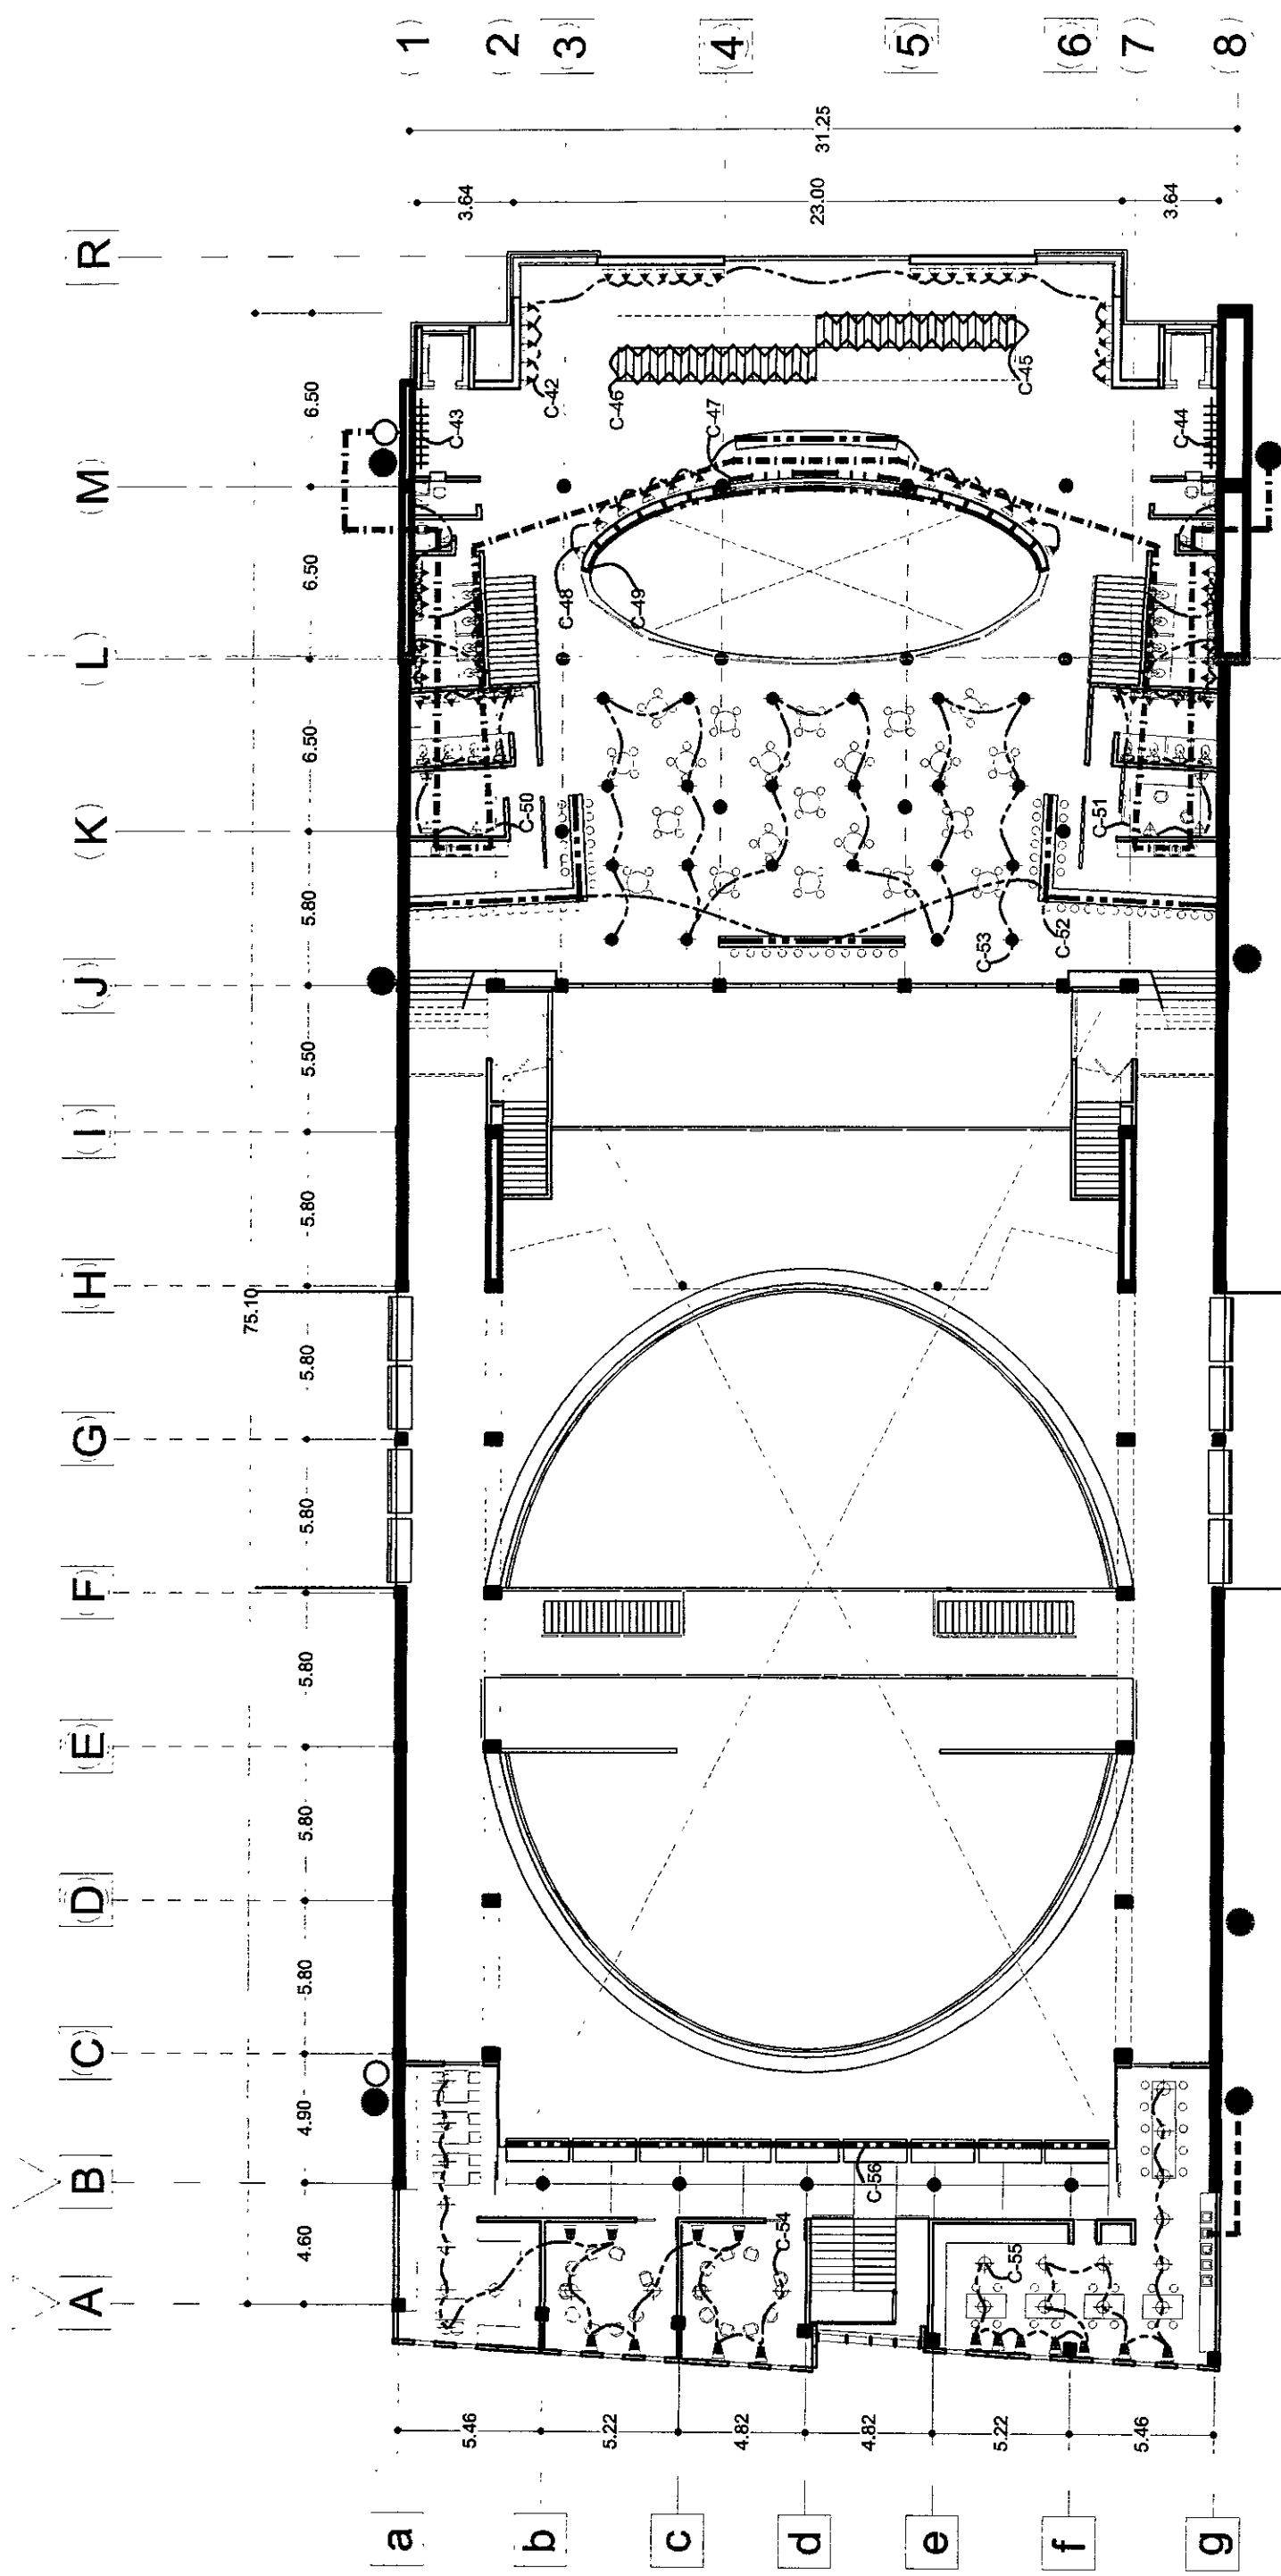 R
(M)
(L)
(K)
(J)
(I)
(H)
(G)
(F)
(E)
(D)
(C)
(B)
(A)
(1)
(2)
(3)
(4)
(5)
(6)
(7)
(8)
6.50
6.50
6.50
5.80
5.50
5.80
5.80
5.80
5.80
5.80
5.80
4.90
4.60
75.10
3.64
23.00
3.64
31.25
C-42
C-43
C-44
C-45
C-46
C-47
C-48
C-49
C-50
C-51
C-52
C-53
C-54
C-55
C-56
5.46
5.22
4.82
4.82
5.22
5.46
a
b
c
d
e
f
g